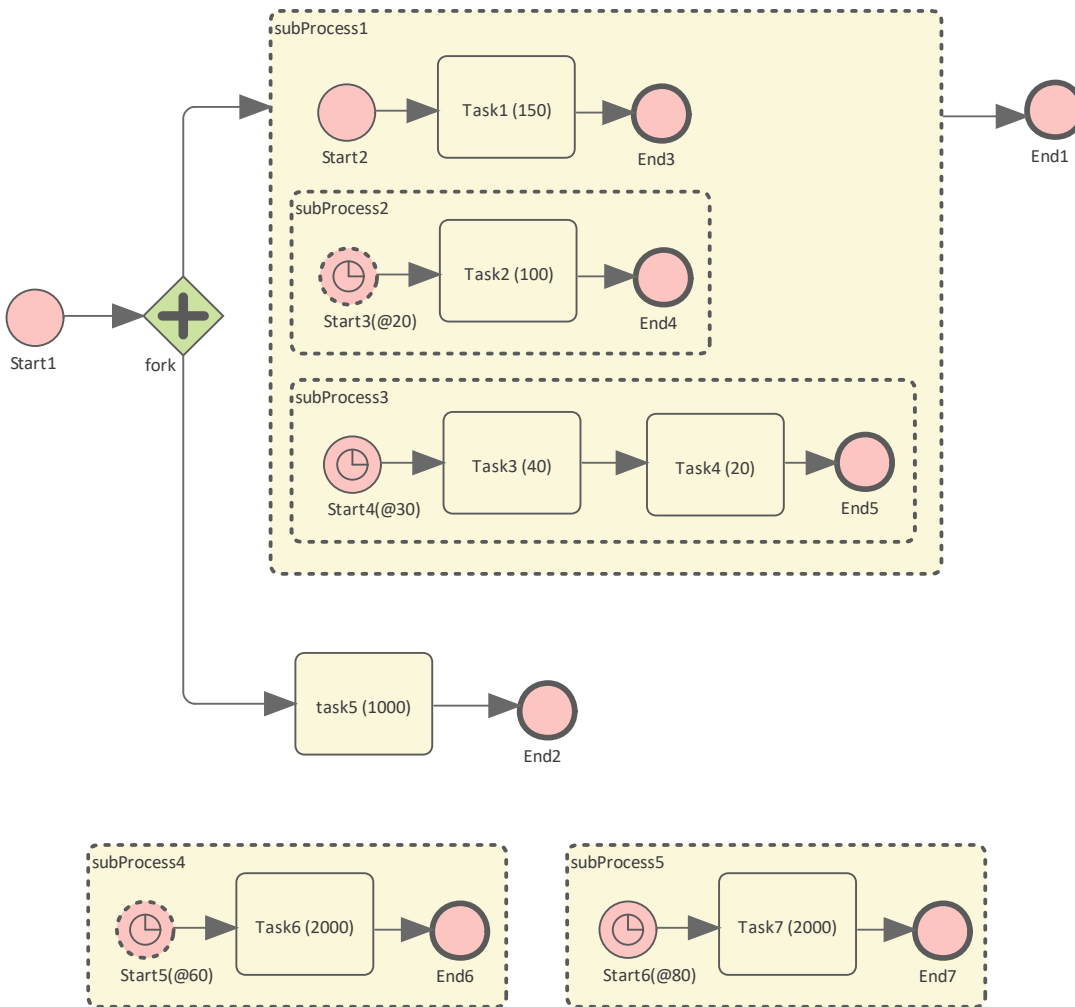 subProcess1
Task1 (150)
Start2
End3
End1
subProcess2
Task2 (100)
Start3(@20)
End4
Start1
fork
subProcess3
Task3 (40)
Task4 (20)
Start4(@30)
End5
task5 (1000)
End2
subProcess4
Task6 (2000)
Start5(@60)
End6
subProcess5
Task7 (2000)
Start6(@80)
End7